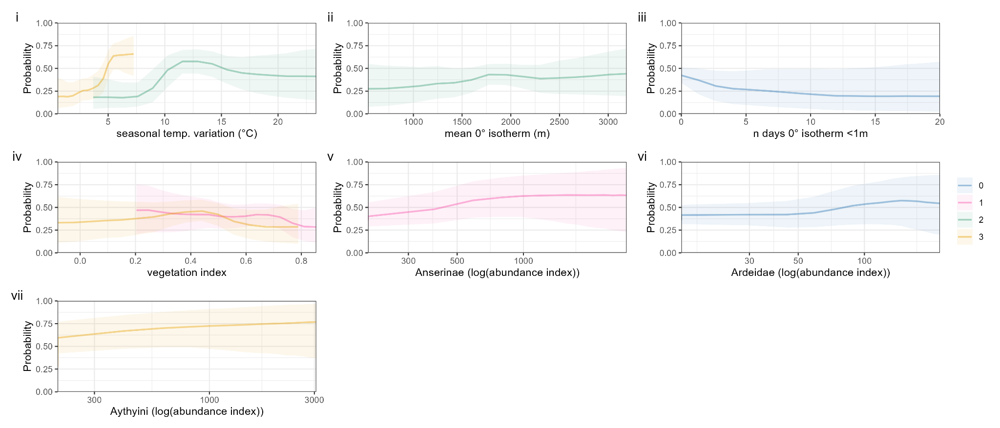 i
1.00
0.75
0.50
0.25
0.00
Probability
5 10 15 20
seasonal temp. variation (°C)
ii
1.00
0.75
0.50
0.25
0.00
Probability
1000 1500 2000 2500 3000
mean 0° isotherm (m)
iii
1.00
0.75
0.50
0.25
0.00
Probability
0 5 10 15 20
n days 0° isotherm <1m
iv
1.00
0.75
0.50
0.25
0.00
Probability
0.0 0.2 0.4 0.6 0.8
vegetation index
v
1.00
0.75
0.50
0.25
0.00
Probability
300 500 1000
Anserinae (log(abundance index))
vi
1.00
0.75
0.50
0.25
0.00
Probability
30 50 100
Ardeidae (log(abundance index))
0
1
2
3
vii
1.00
0.75
0.50
0.25
0.00
Probability
300 1000 3000
Aythyini (log(abundance index))